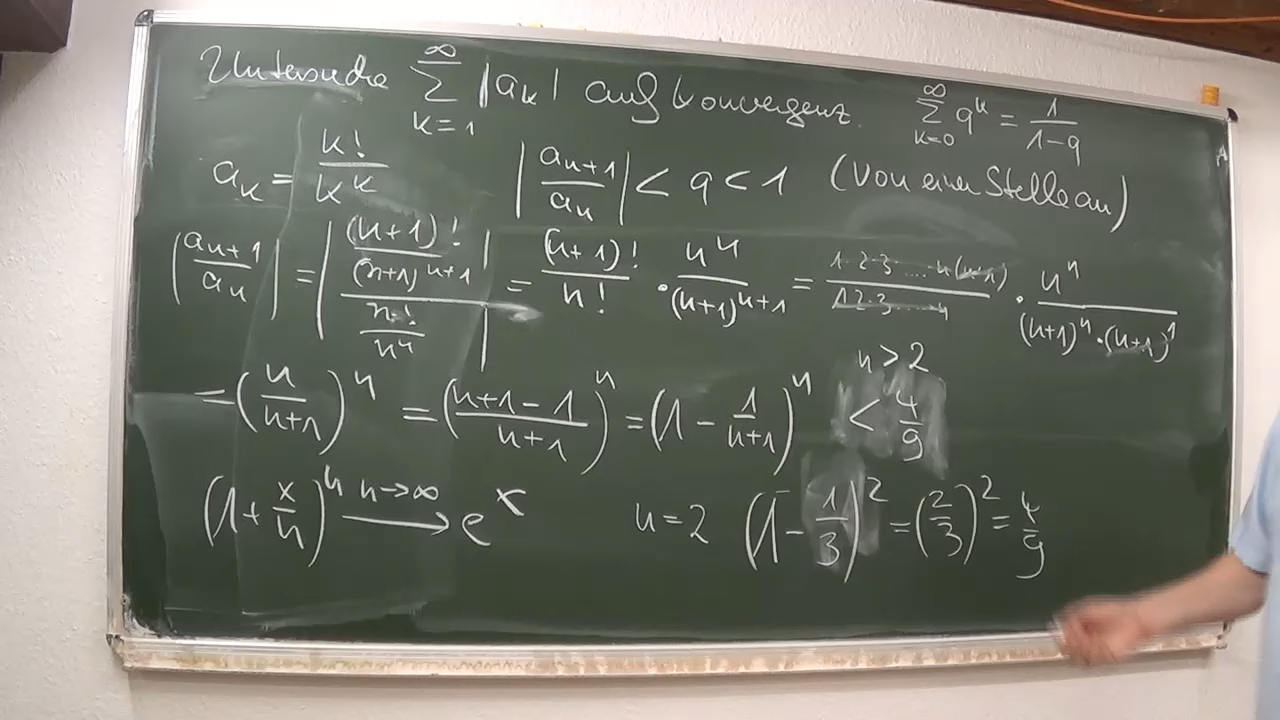 Untersuche ∑_{k=1}^{∞} |a_k| auf Konvergenz. ∑_{k=0}^{∞} q^k = 1/(1-q)
a_k = k!/k^k |a_{n+1}/a_n| < q < 1 (von einer Stelle an)
|a_{n+1}/a_n| = |((n+1)!/(n+1)^{n+1})/(n!/n^n)| = (n+1)!/n! · n^n/(n+1)^{n+1} = (1·2·3·....·n(n+1))/(1·2·3·.....·n) · n^n/((n+1)^n·(n+1)^1)
= (n/(n+1))^n = ((n+1-1)/(n+1))^n = (1 - 1/(n+1))^n < 4/9 n>2
(1 + x/n)^n n→∞ ⟶ e^x n=2 (1 - 1/3)^2 = (2/3)^2 = 4/9